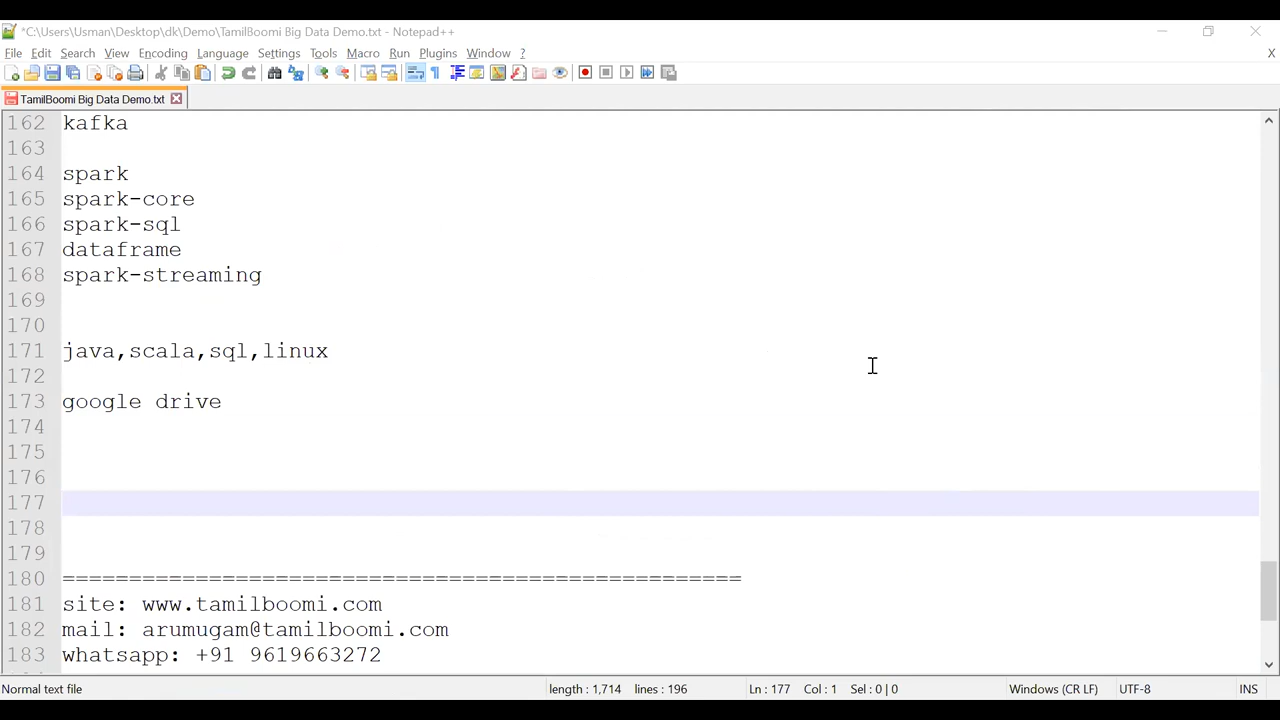 *C:\Users\Usman\Desktop\dk\Demo\TamilBoomi Big Data Demo.txt - Notepad++
File Edit Search View Encoding Language Settings Tools Macro Run Plugins Window ? X
TamilBoomi Big Data Demo.txt
162 kafka
163
164 spark
165 spark-core
166 spark-sql
167 dataframe
168 spark-streaming
169
170
171 java,scala,sql,linux
172
173 google drive
174
175
176
177
178
179
180 ===================================================
181 site: www.tamilboomi.com
182 mail: arumugam@tamilboomi.com
183 whatsapp: +91 9619663272
Normal text file length : 1,714 lines : 196 Ln : 177 Col : 1 Sel : 0 | 0 Windows (CR LF) UTF-8 INS